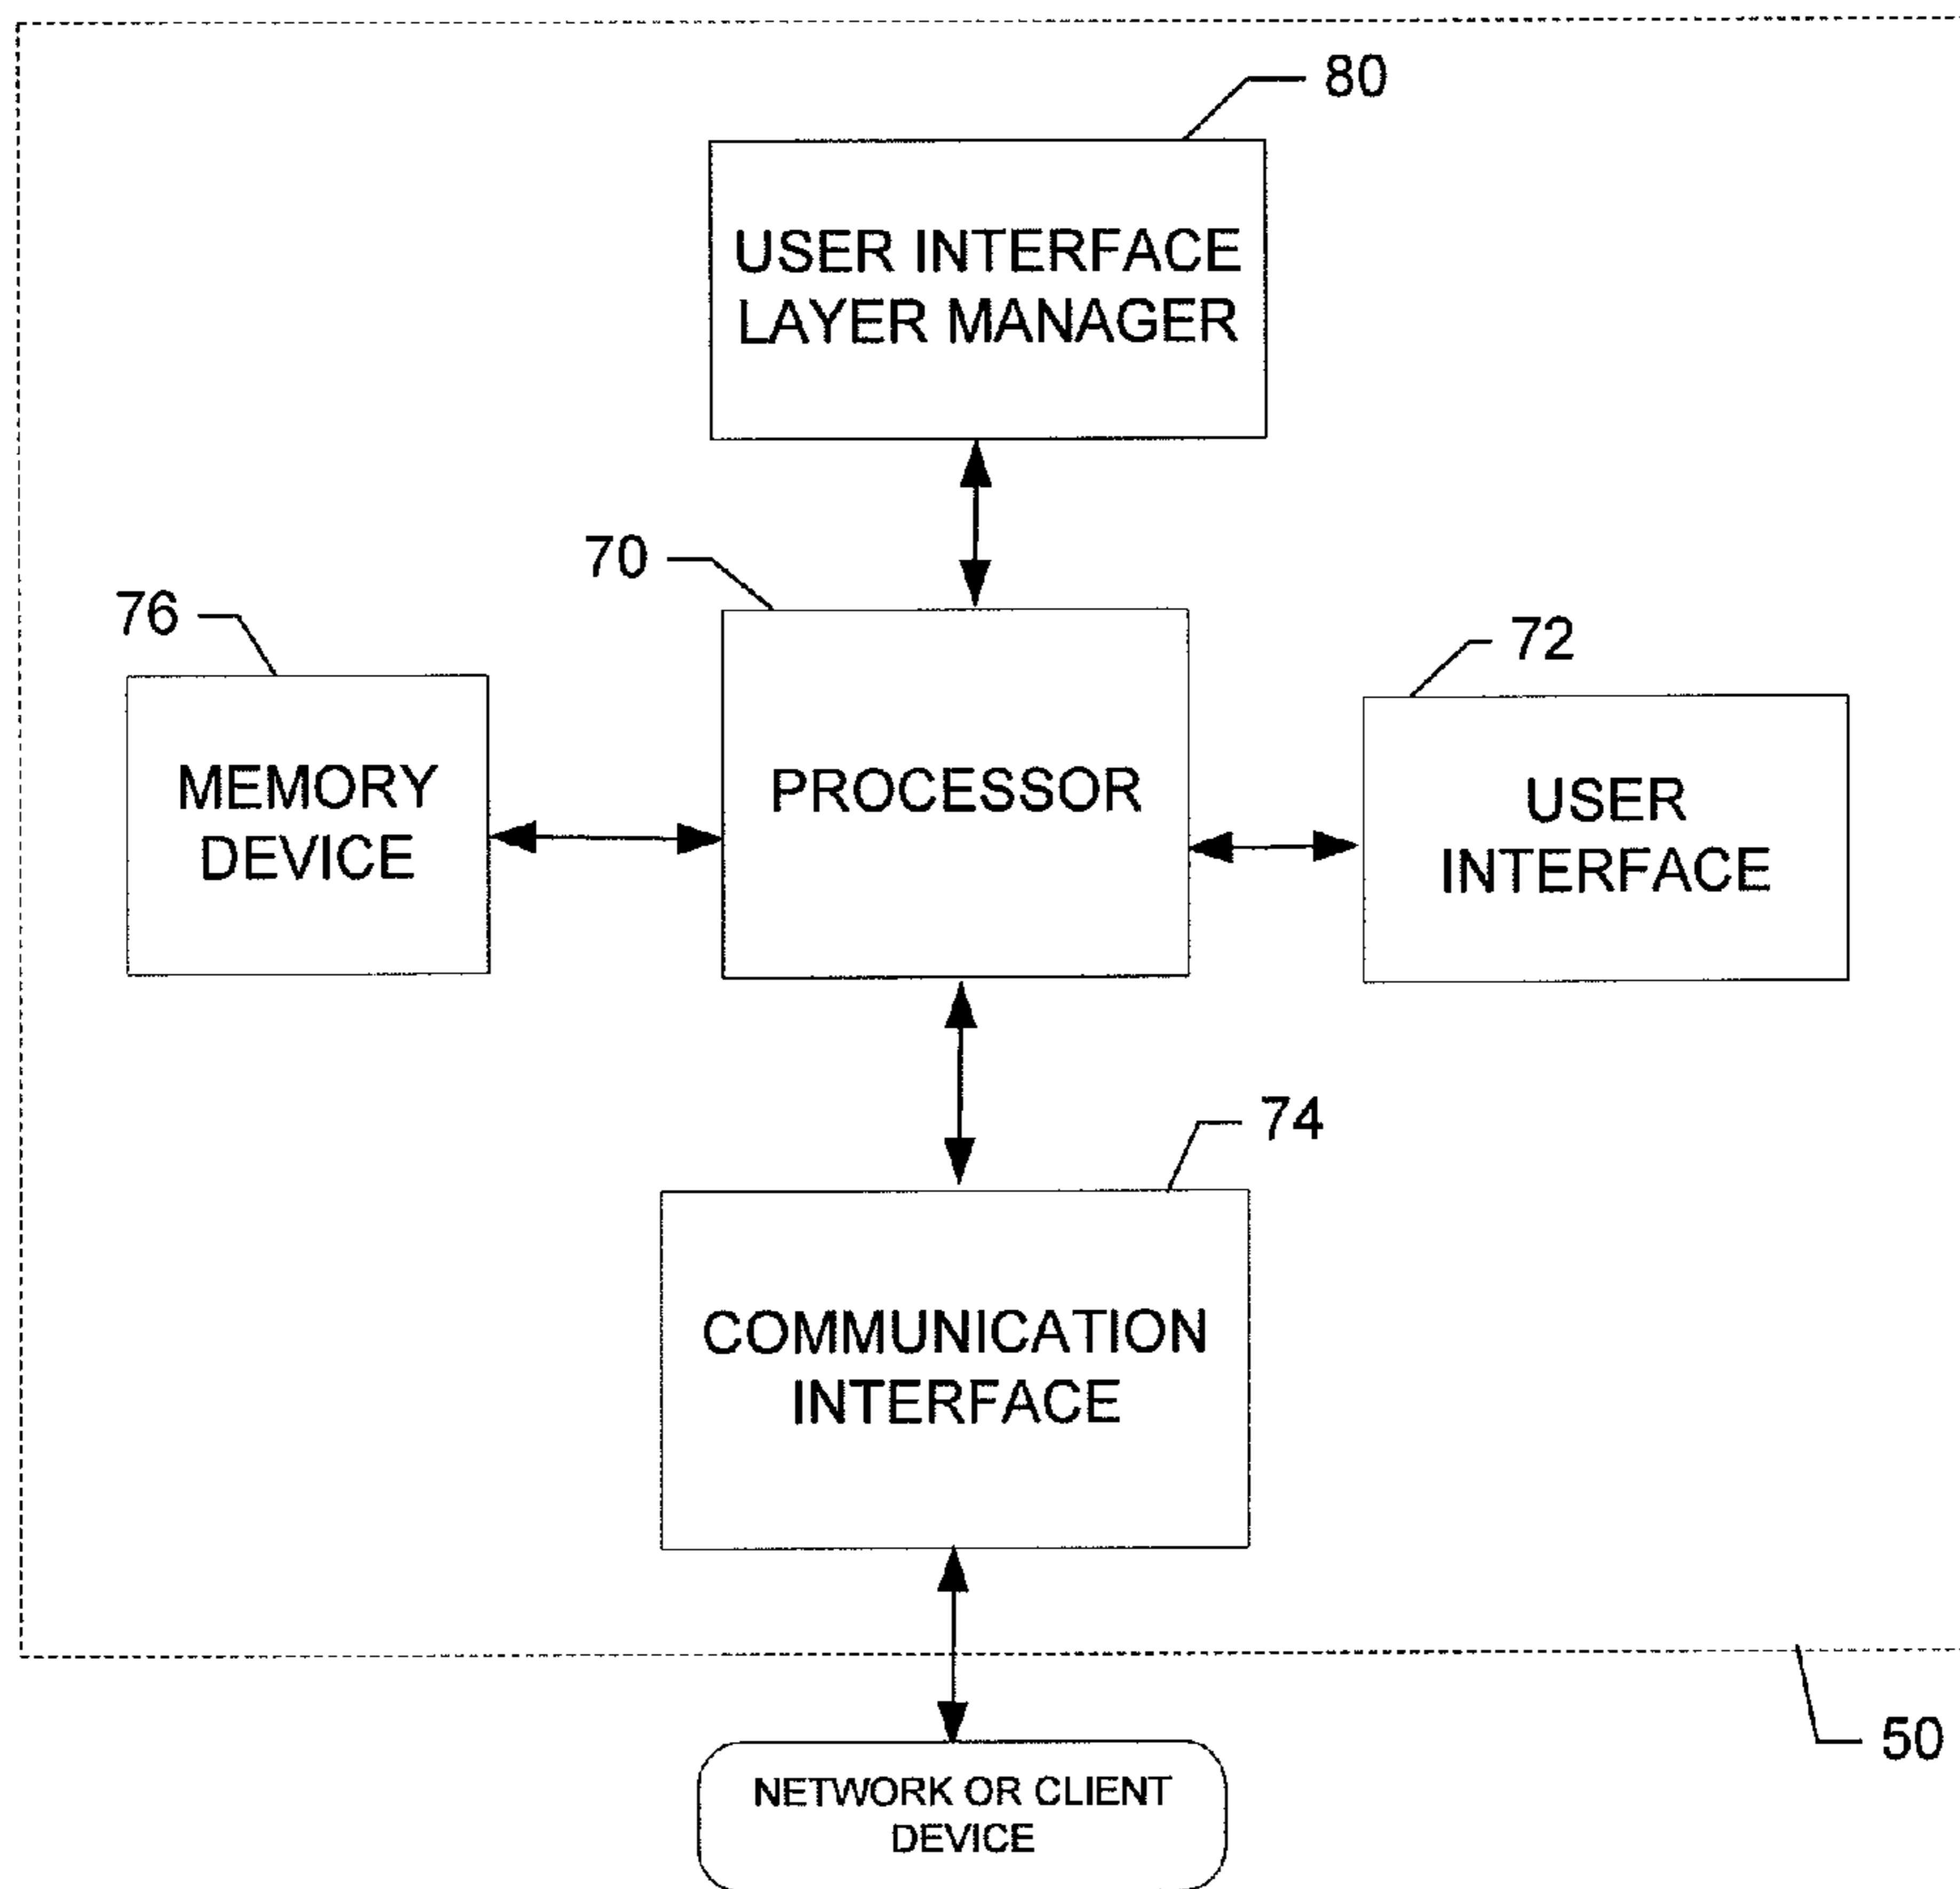 80
USER INTERFACE
LAYER MANAGER
70
76
72
MEMORY
DEVICE
PROCESSOR
USER
INTERFACE
74
COMMUNICATION
INTERFACE
50
NETWORK OR CLIENT
DEVICE